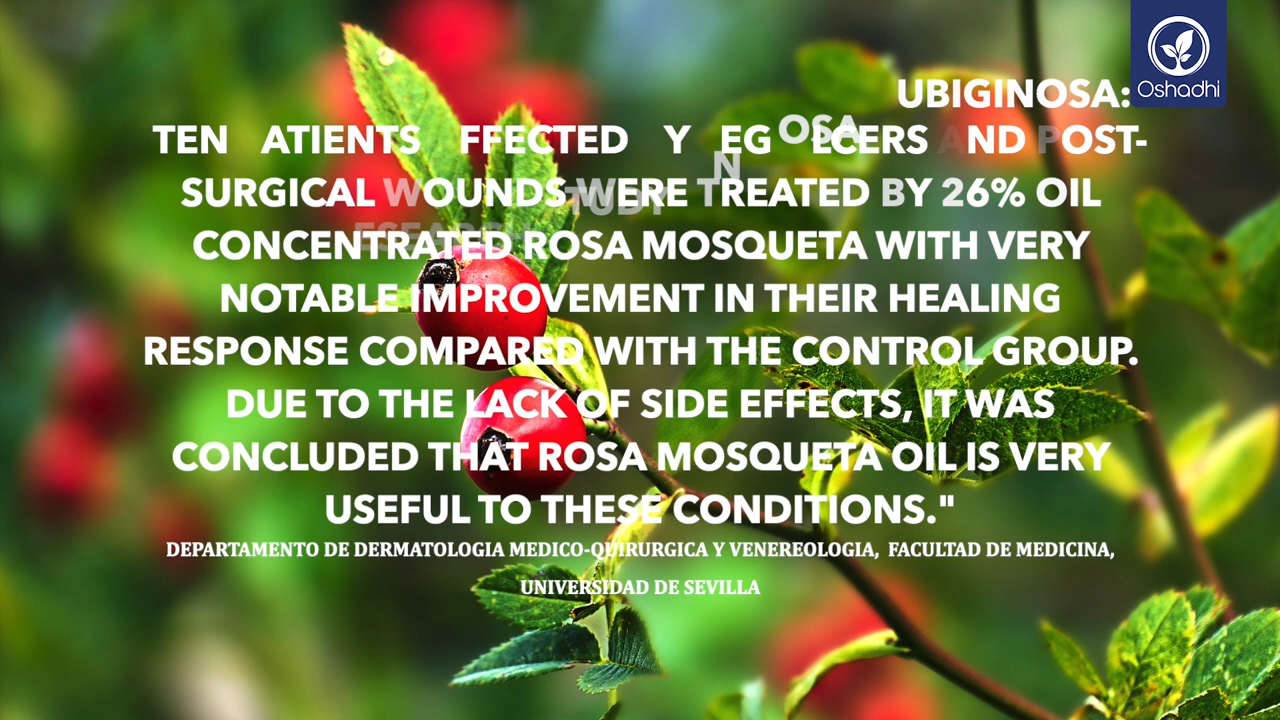 Oshadhi
UBIGINOSA:
OSA
TEN ATIENTS FFECTED Y EG LCERS AND POST-
N
SURGICAL WOUNDS WERE TREATED BY 26% OIL
TUDY
CONCENTRATED ROSA MOSQUETA WITH VERY
NOTABLE IMPROVEMENT IN THEIR HEALING
RESPONSE COMPARED WITH THE CONTROL GROUP.
DUE TO THE LACK OF SIDE EFFECTS, IT WAS
CONCLUDED THAT ROSA MOSQUETA OIL IS VERY
USEFUL TO THESE CONDITIONS."
DEPARTAMENTO DE DERMATOLOGIA MEDICO-QUIRURGICA Y VENEREOLOGIA, FACULTAD DE MEDICINA,
UNIVERSIDAD DE SEVILLA